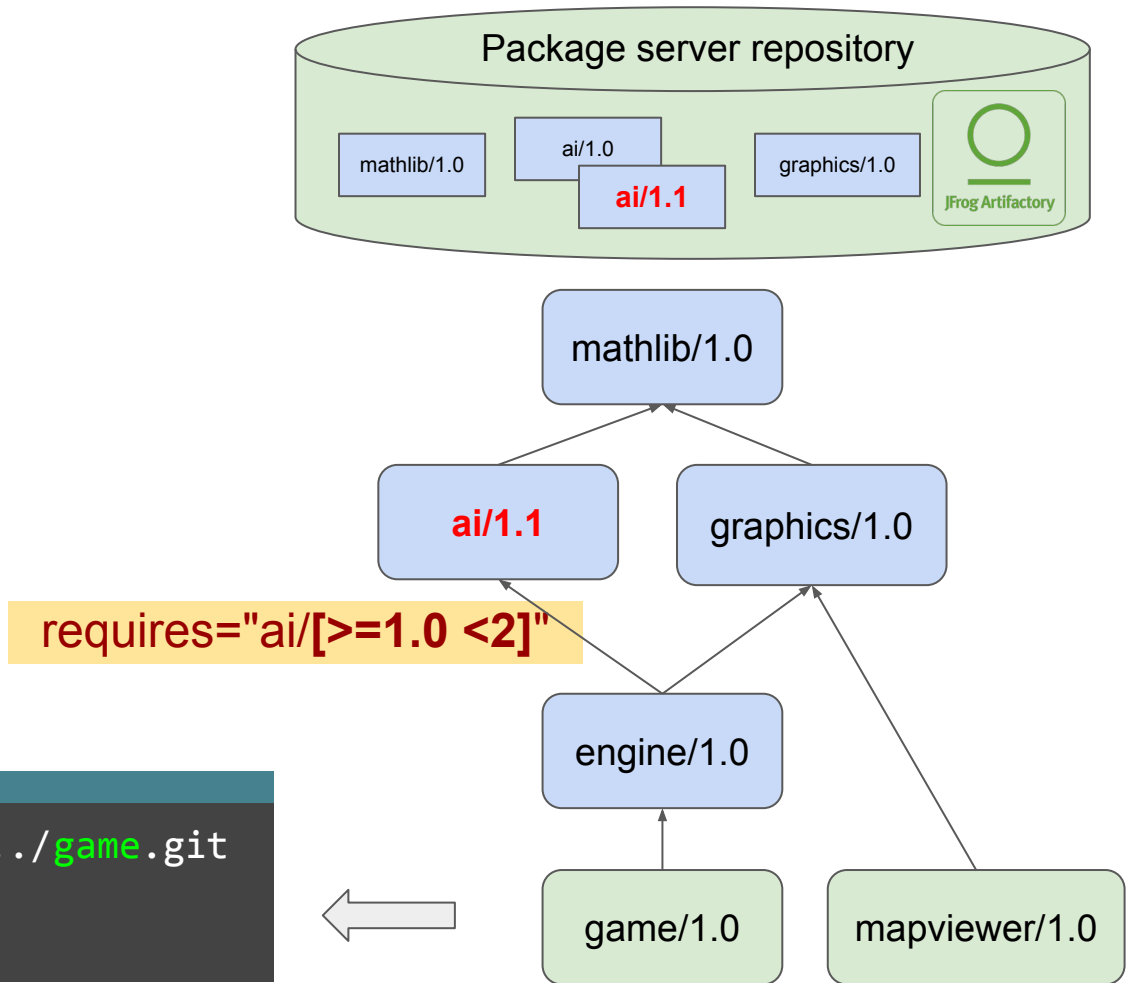 Package server repository
mathlib/1.0
ai/1.0
ai/1.1
graphics/1.0
JFrog Artifactory
mathlib/1.0
ai/1.1
graphics/1.0
requires="ai/[>=1.0 <2]"
engine/1.0
./game.git
game/1.0
mapviewer/1.0